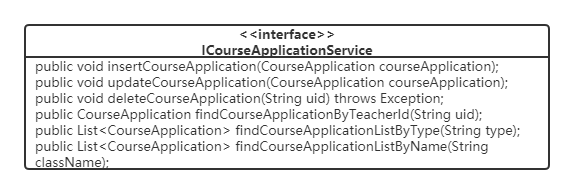 <<interface>>
ICourseApplicationService
public void insertCourseApplication(CourseApplication courseApplication);
public void updateCourseApplication(CourseApplication courseApplication);
public void deleteCourseApplication(String uid) throws Exception;
public CourseApplication findCourseApplicationByTeacherId(String uid);
public List<CourseApplication> findCourseApplicationListByType(String type);
public List<CourseApplication> findCourseApplicationListByName(String
className);